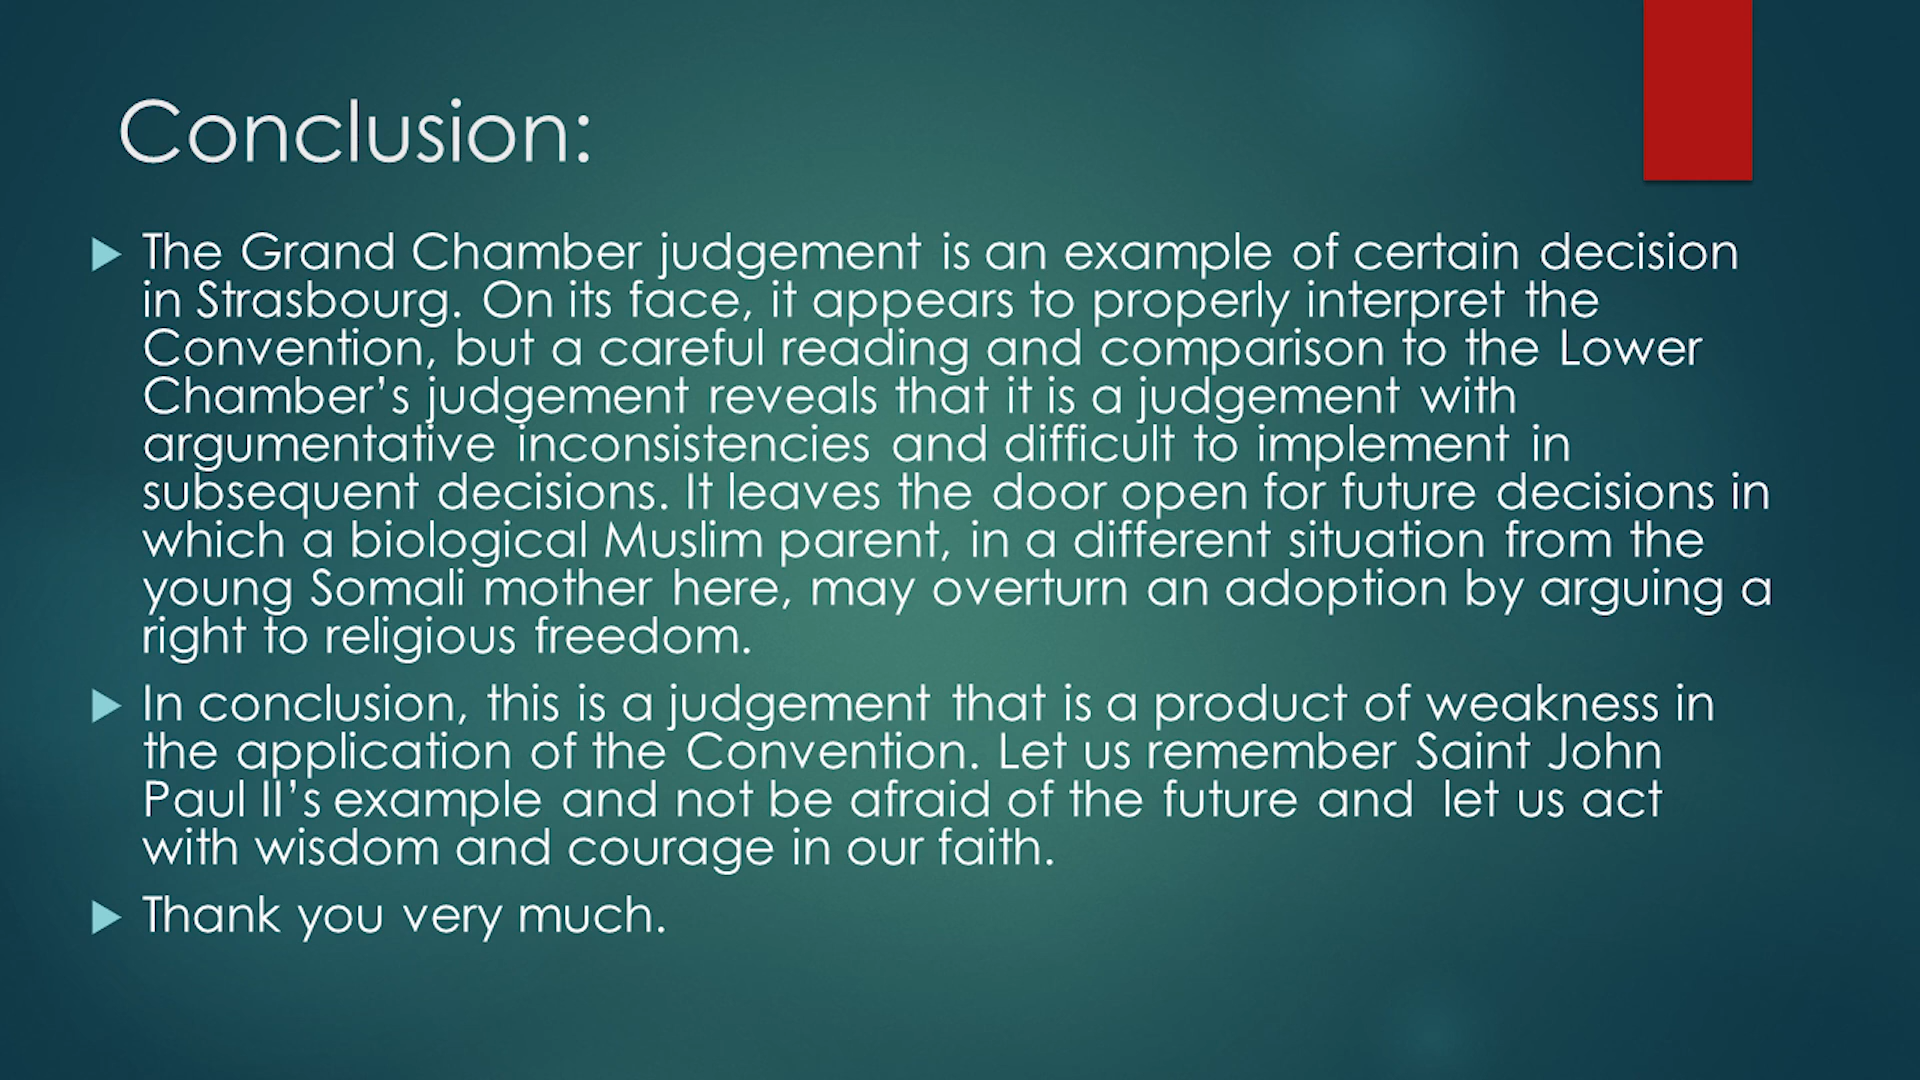 Conclusion:
The Grand Chamber judgement is an example of certain decision
in Strasbourg. On its face, it appears to properly interpret the
Convention, but a careful reading and comparison to the Lower
Chamber’s judgement reveals that it is a judgement with
argumentative inconsistencies and difficult to implement in
subsequent decisions. It leaves the door open for future decisions in
which a biological Muslim parent, in a different situation from the
young Somali mother here, may overturn an adoption by arguing a
right to religious freedom.
In conclusion, this is a judgement that is a product of weakness in
the application of the Convention. Let us remember Saint John
Paul II’s example and not be afraid of the future and let us act
with wisdom and courage in our faith.
Thank you very much.